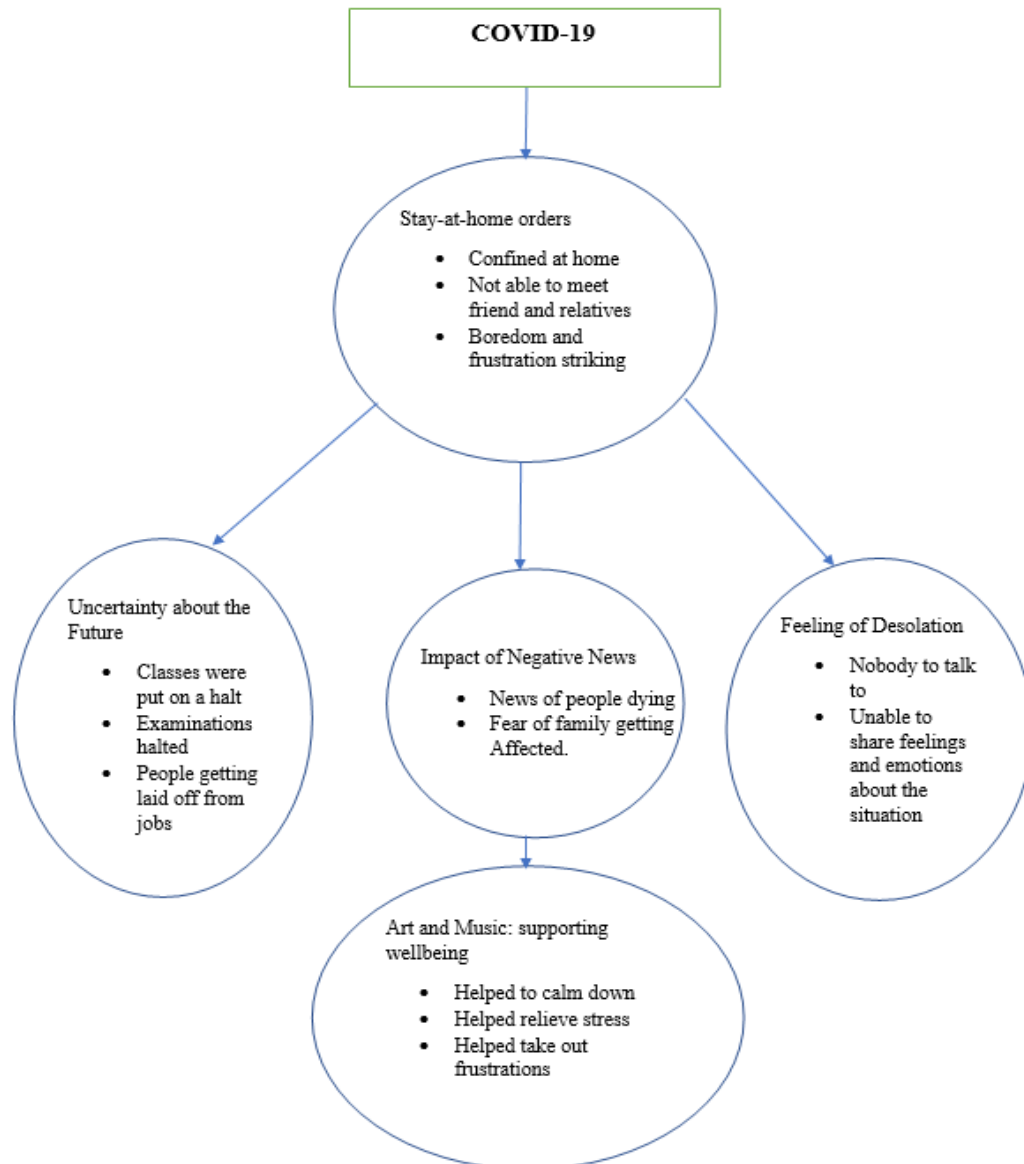 COVID-19
Stay-at-home orders
• Confined at home
• Not able to meet
friend and relatives
• Boredom and
frustration striking
Uncertainty about the
Future
• Classes were
put on a halt
• Examinations
halted
• People getting
laid off from
jobs
Impact of Negative News
• News of people dying
• Fear of family getting
Affected.
Feeling of Desolation
• Nobody to talk
to
• Unable to
share feelings
and emotions
about the
situation
Art and Music: supporting
wellbeing
• Helped to calm down
• Helped relieve stress
• Helped take out
frustrations